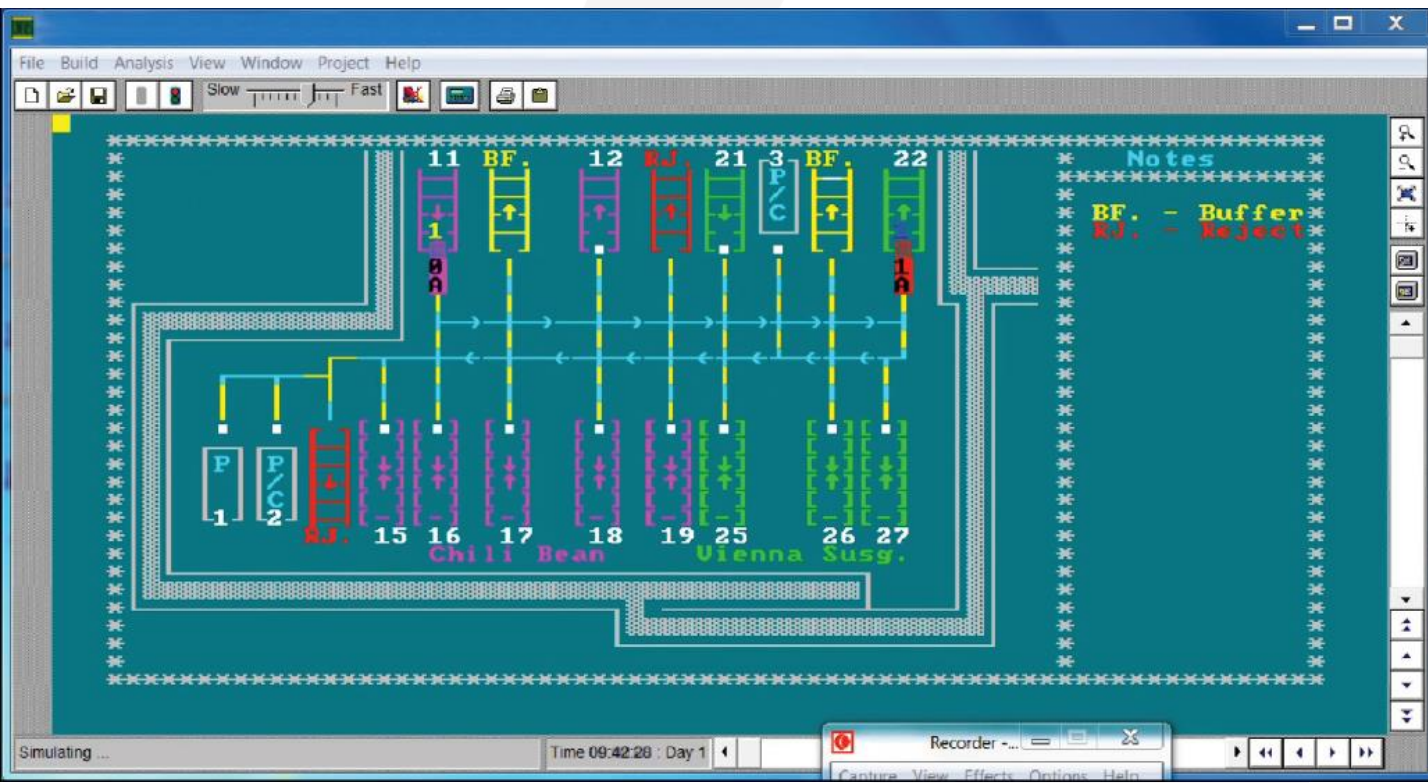 File Build Analysis View Window Project Help
Slow Fast
11 BF. 12 RJ. 21 3 BF. 22
Notes
P/C
BF. - Buffer
RJ. - Reject
1
0A
1A
P P/C
1 2
RJ. 15 16 17 18 19 25 26 27
Chili Bean Vienna Susg.
Simulating ...
Time 09:42:28 : Day 1
Recorder -...
Capture View Effects Options Help